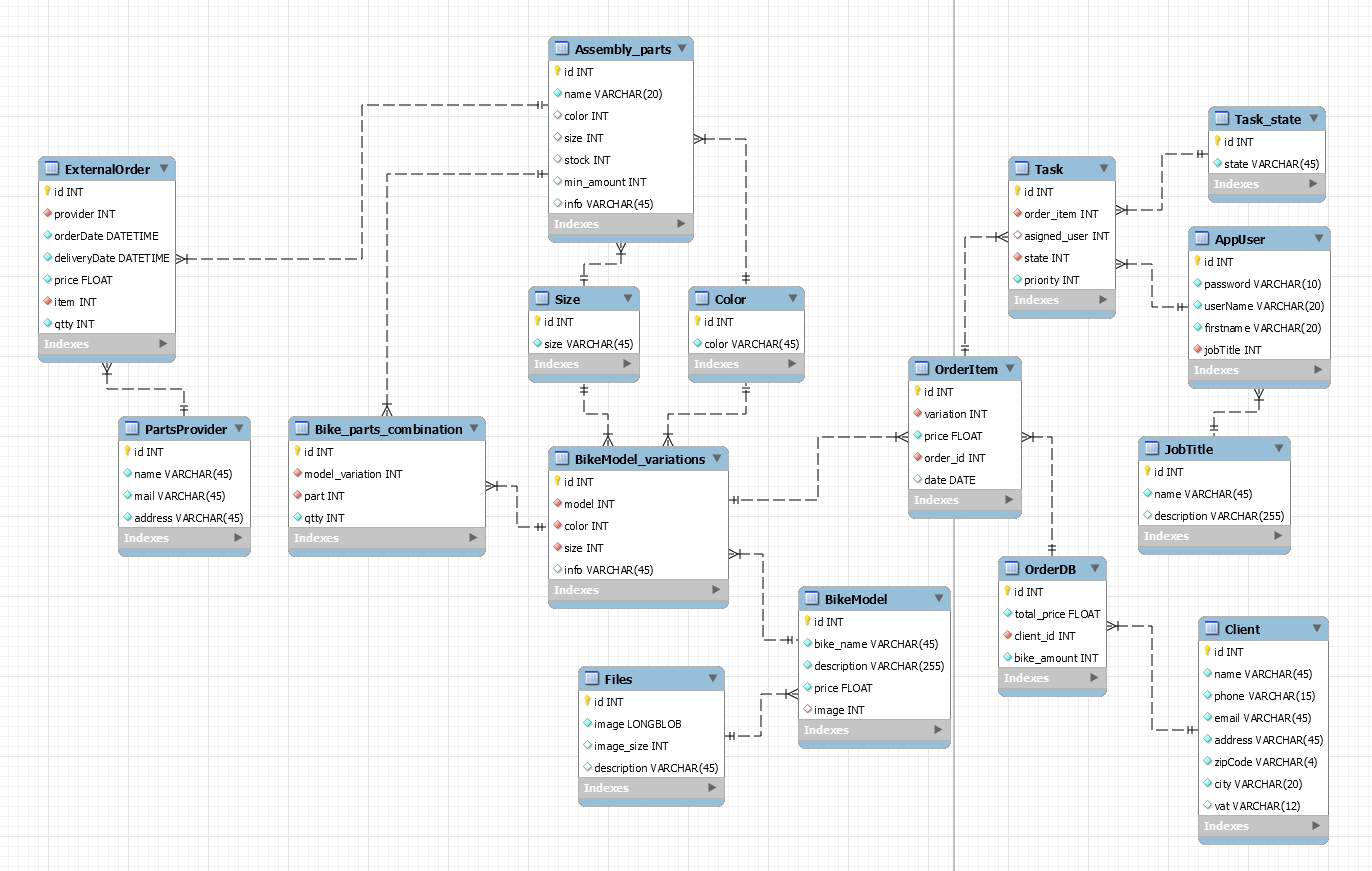 Assembly_parts
id INT
name VARCHAR(20)
color INT
size INT
stock INT
min_amount INT
info VARCHAR(45)
Indexes
Task_state
id INT
state VARCHAR(45)
Indexes
ExternalOrder
id INT
provider INT
orderDate DATETIME
deliveryDate DATETIME
price FLOAT
item INT
qtty INT
Indexes
Task
id INT
order_item INT
asigned_user INT
state INT
priority INT
Indexes
AppUser
id INT
password VARCHAR(10)
userName VARCHAR(20)
firstname VARCHAR(20)
jobTitle INT
Indexes
Size
id INT
size VARCHAR(45)
Indexes
Color
id INT
color VARCHAR(45)
Indexes
OrderItem
id INT
variation INT
price FLOAT
order_id INT
date DATE
Indexes
PartsProvider
id INT
name VARCHAR(45)
mail VARCHAR(45)
address VARCHAR(45)
Indexes
Bike_parts_combination
id INT
model_variation INT
part INT
qtty INT
Indexes
BikeModel_variations
id INT
model INT
color INT
size INT
info VARCHAR(45)
Indexes
JobTitle
id INT
name VARCHAR(45)
description VARCHAR(255)
Indexes
OrderDB
id INT
total_price FLOAT
client_id INT
bike_amount INT
Indexes
BikeModel
id INT
bike_name VARCHAR(45)
description VARCHAR(255)
price FLOAT
image INT
Indexes
Client
id INT
name VARCHAR(45)
phone VARCHAR(15)
email VARCHAR(45)
address VARCHAR(45)
zipCode VARCHAR(4)
city VARCHAR(20)
vat VARCHAR(12)
Indexes
Files
id INT
image LONGBLOB
image_size INT
description VARCHAR(45)
Indexes